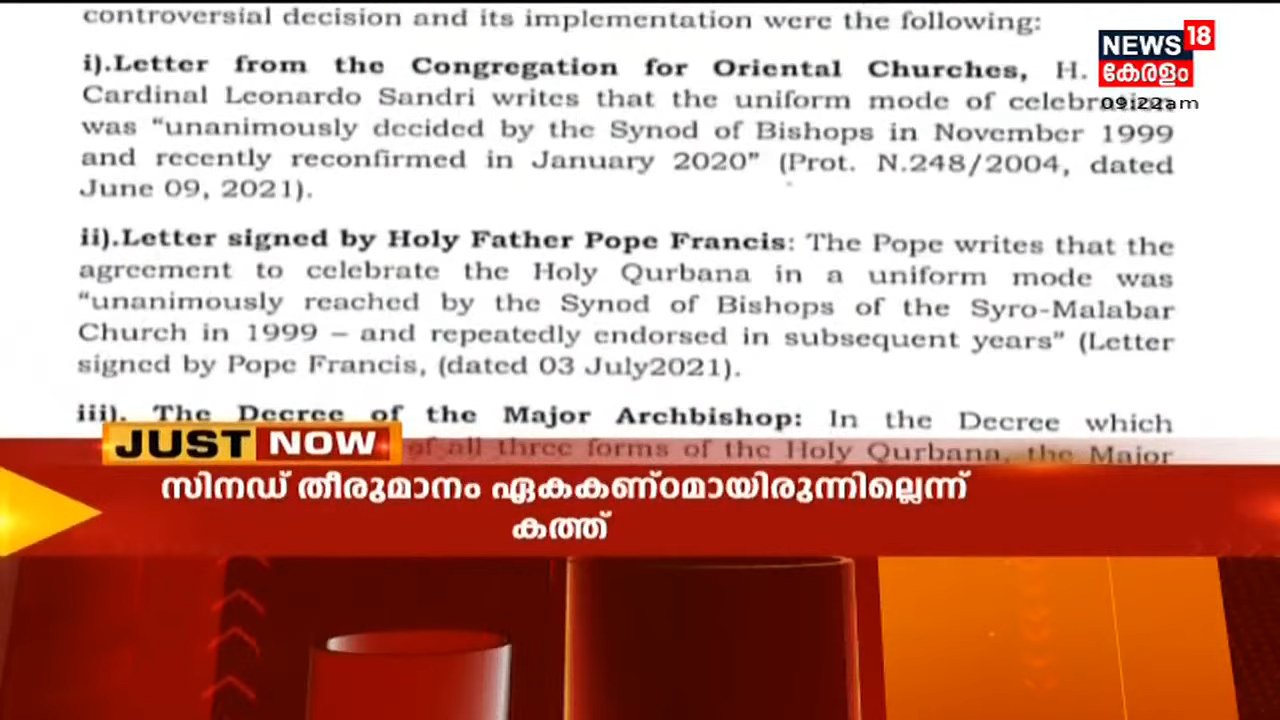 controversial decision and its implementation were the following:
NEWS 18
കേരളം
09:22am
i).Letter from the Congregation for Oriental Churches, H.
Cardinal Leonardo Sandri writes that the uniform mode of celebration
was “unanimously decided by the Synod of Bishops in November 1999
and recently reconfirmed in January 2020” (Prot. N.248/2004, dated
June 09, 2021).
ii).Letter signed by Holy Father Pope Francis: The Pope writes that the
agreement to celebrate the Holy Qurbana in a uniform mode was
“unanimously reached by the Synod of Bishops of the Syro-Malabar
Church in 1999 – and repeatedly endorsed in subsequent years” (Letter
signed by Pope Francis, (dated 03 July2021).
iii). The Decree of the Major Archbishop: In the Decree which
of all three forms of the Holy Qurbana, the Major
JUST NOW
സിനഡ് തീരുമാനം ഏകകണ്ഠമായിരുന്നില്ലെന്ന്
കത്ത്